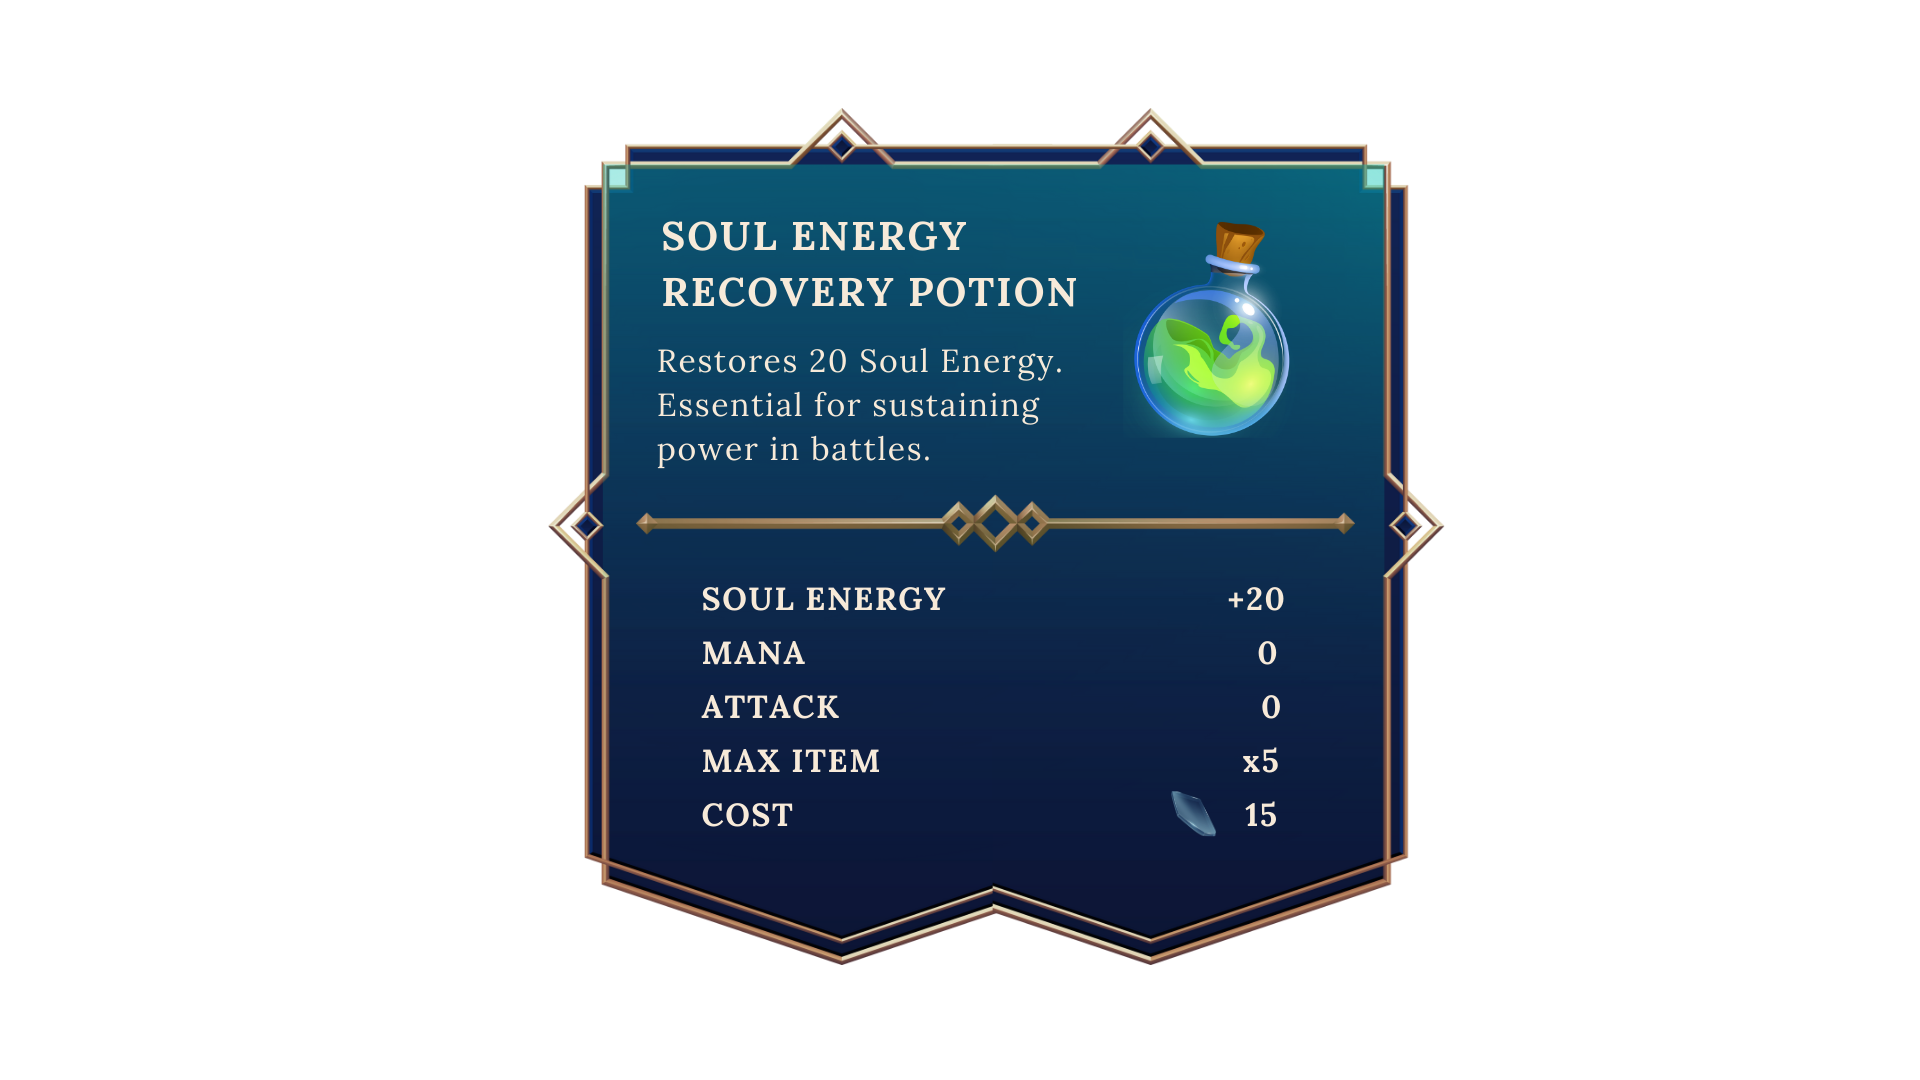 SOUL ENERGY
RECOVERY POTION
Restores 20 Soul Energy.
Essential for sustaining
power in battles.
SOUL ENERGY +20
MANA 0
ATTACK 0
MAX ITEM x5
COST 15